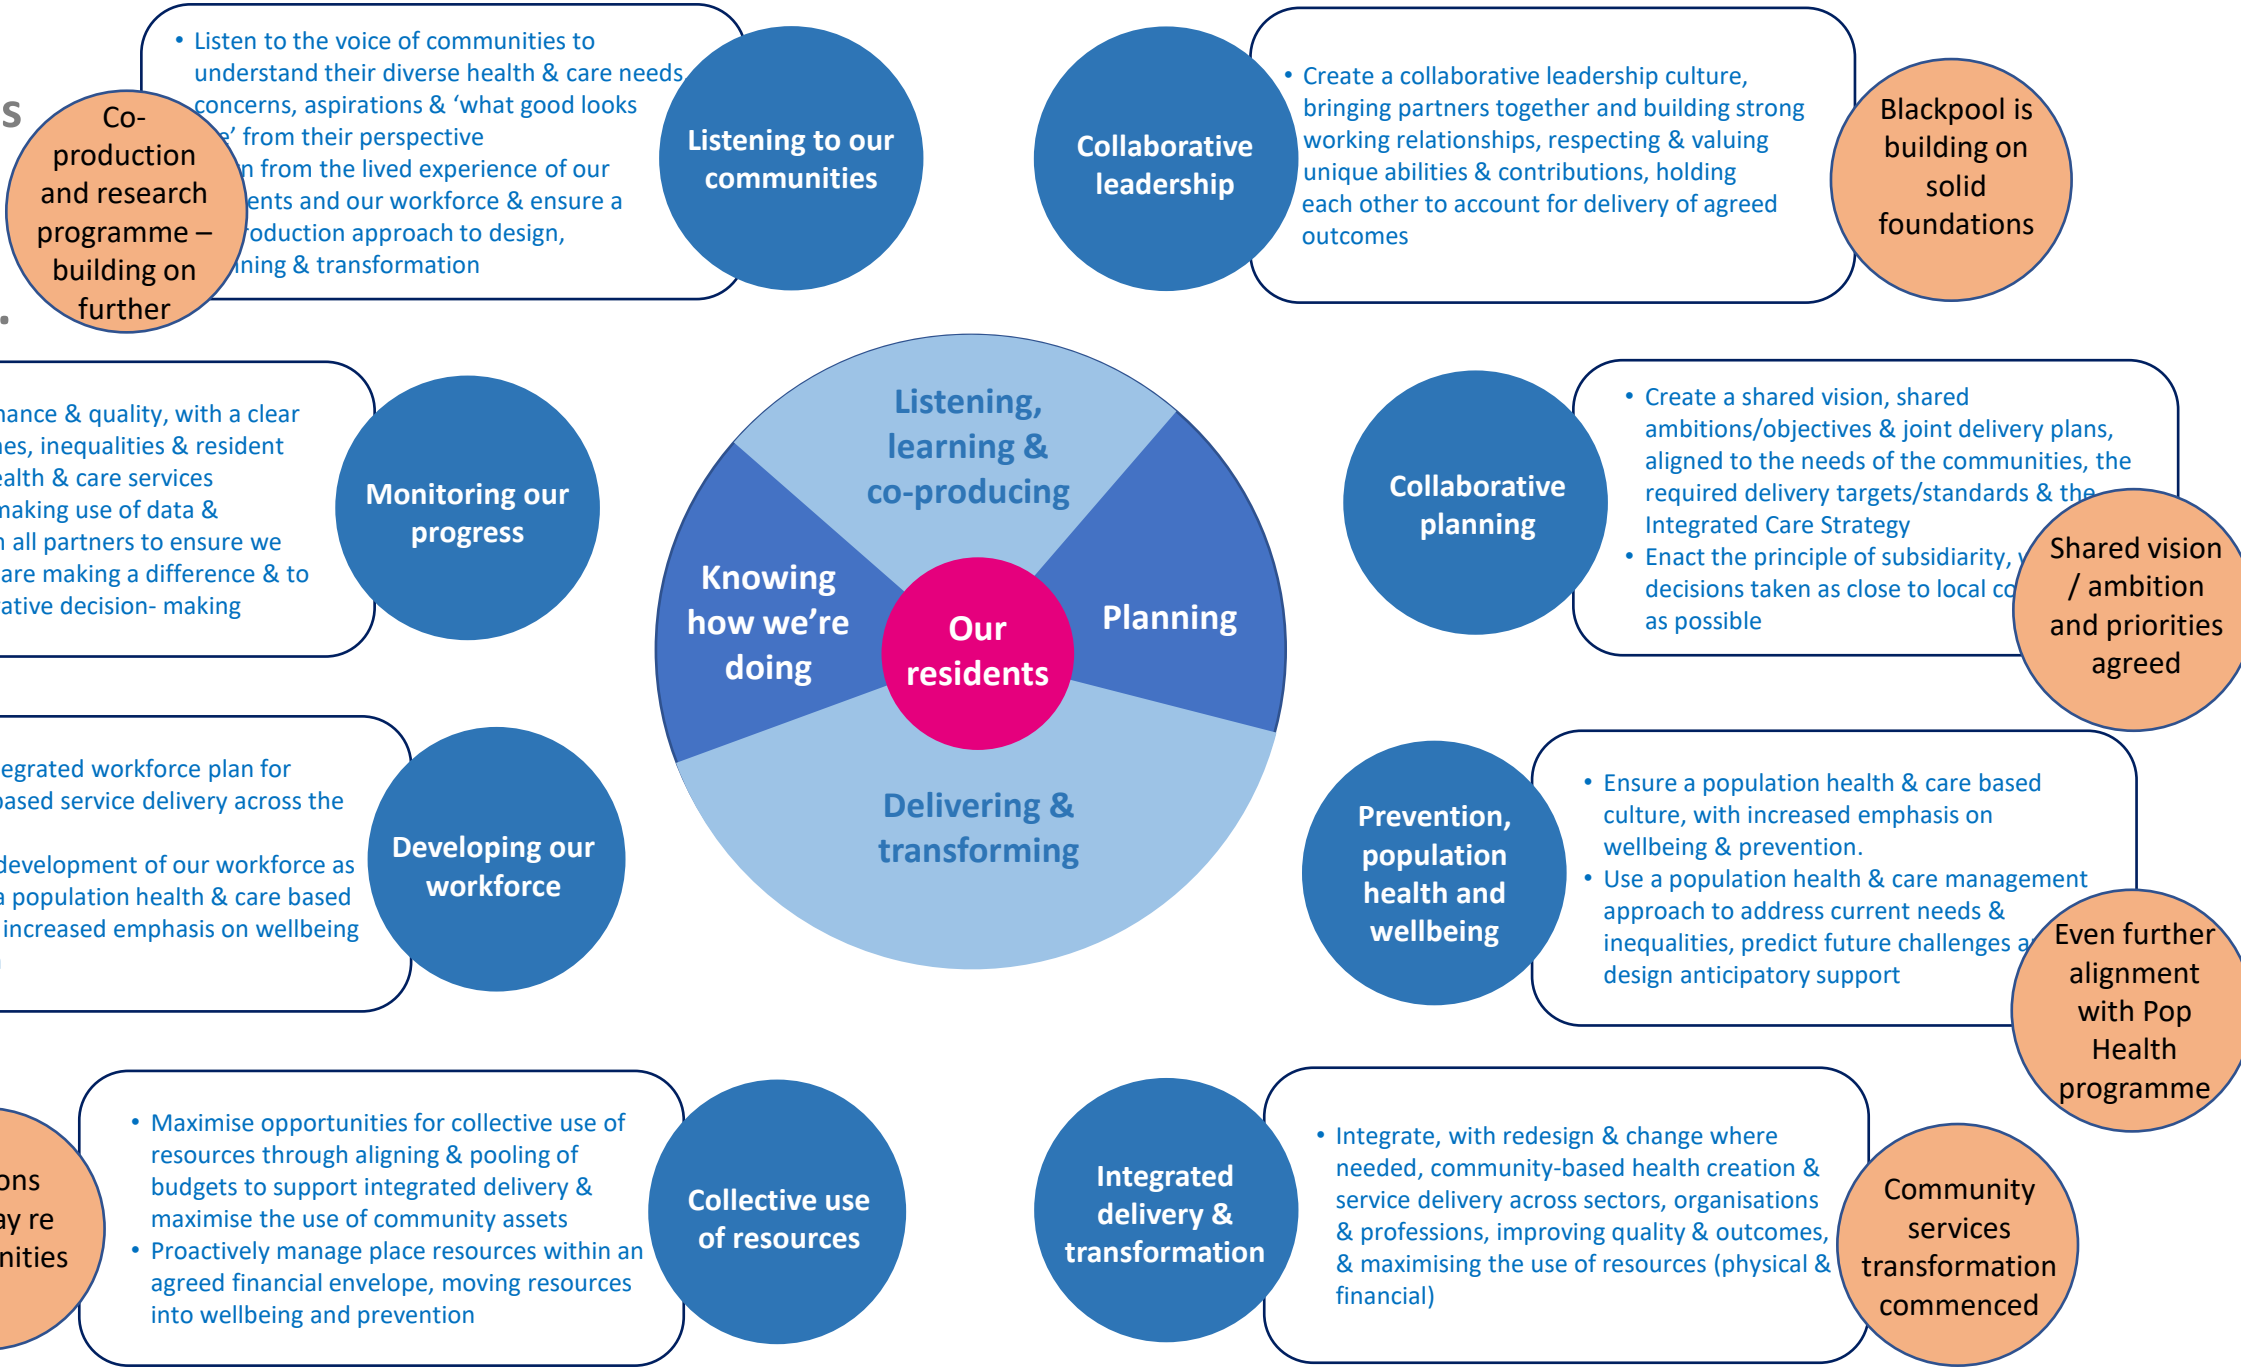 s
.
Co-
production
and research
programme –
building on
further
• Listen to the voice of communities to
understand their diverse health & care needs,
concerns, aspirations & ‘what good looks
’ from their perspective
from the lived experience of our
and our workforce & ensure a
approach to design,
& transformation
Listening to our
communities
Collaborative
leadership
• Create a collaborative leadership culture,
bringing partners together and building strong
working relationships, respecting & valuing
unique abilities & contributions, holding
each other to account for delivery of agreed
outcomes
Blackpool is
building on
solid
foundations
& quality, with a clear
inequalities & resident
& care services
making use of data &
all partners to ensure we
are making a difference & to
decision- making
Monitoring our
progress
Listening,
learning &
co-producing
Knowing
how we’re
doing
Our
residents
Planning
Delivering &
transforming
Collaborative
planning
• Create a shared vision, shared
ambitions/objectives & joint delivery plans,
aligned to the needs of the communities, the
required delivery targets/standards & the
Integrated Care Strategy
• Enact the principle of subsidiarity,
decisions taken as close to local
as possible
Shared vision
/ ambition
and priorities
agreed
workforce plan for
based service delivery across the
development of our workforce as
a population health & care based
increased emphasis on wellbeing
Developing our
workforce
Prevention,
population
health and
wellbeing
• Ensure a population health & care based
culture, with increased emphasis on
wellbeing & prevention.
• Use a population health & care management
approach to address current needs &
inequalities, predict future challenges
design anticipatory support
Even further
alignment
with Pop
Health
programme
re
• Maximise opportunities for collective use of
resources through aligning & pooling of
budgets to support integrated delivery &
maximise the use of community assets
• Proactively manage place resources within an
agreed financial envelope, moving resources
into wellbeing and prevention
Collective use
of resources
Integrated
delivery &
transformation
• Integrate, with redesign & change where
needed, community-based health creation &
service delivery across sectors, organisations
& professions, improving quality & outcomes,
& maximising the use of resources (physical &
financial)
Community
services
transformation
commenced